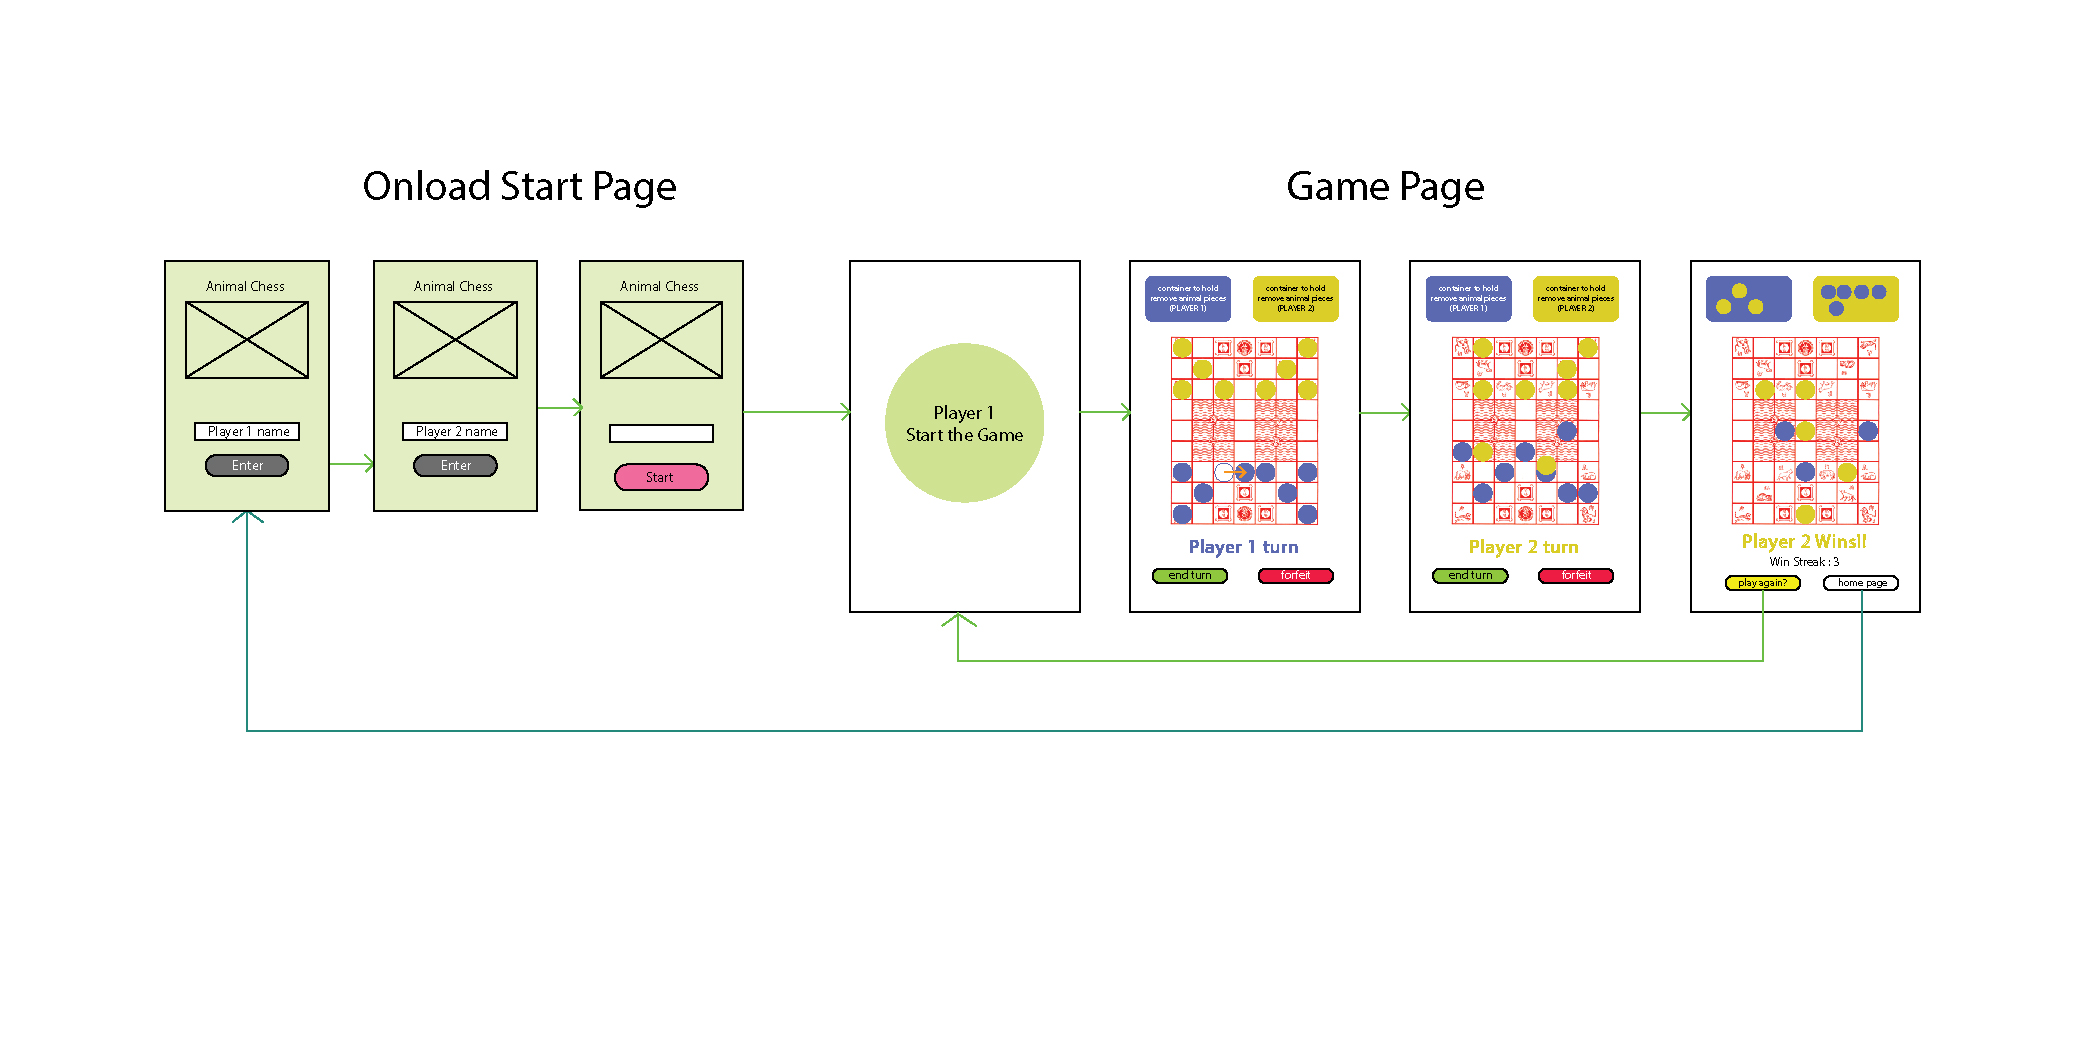 Onload Start Page
Game Page
Animal Chess
Player 1 name
Enter
Animal Chess
Player 2 name
Enter
Animal Chess
Start
Player 1
Start the Game
container to hold
remove animal pieces
(PLAYER 1)
container to hold
remove animal pieces
(PLAYER 2)
Player 1 turn
end turn
forfeit
container to hold
remove animal pieces
(PLAYER 1)
container to hold
remove animal pieces
(PLAYER 2)
Player 2 turn
end turn
forfeit
Player 2 Wins!!
Win Streak : 3
play again?
home page